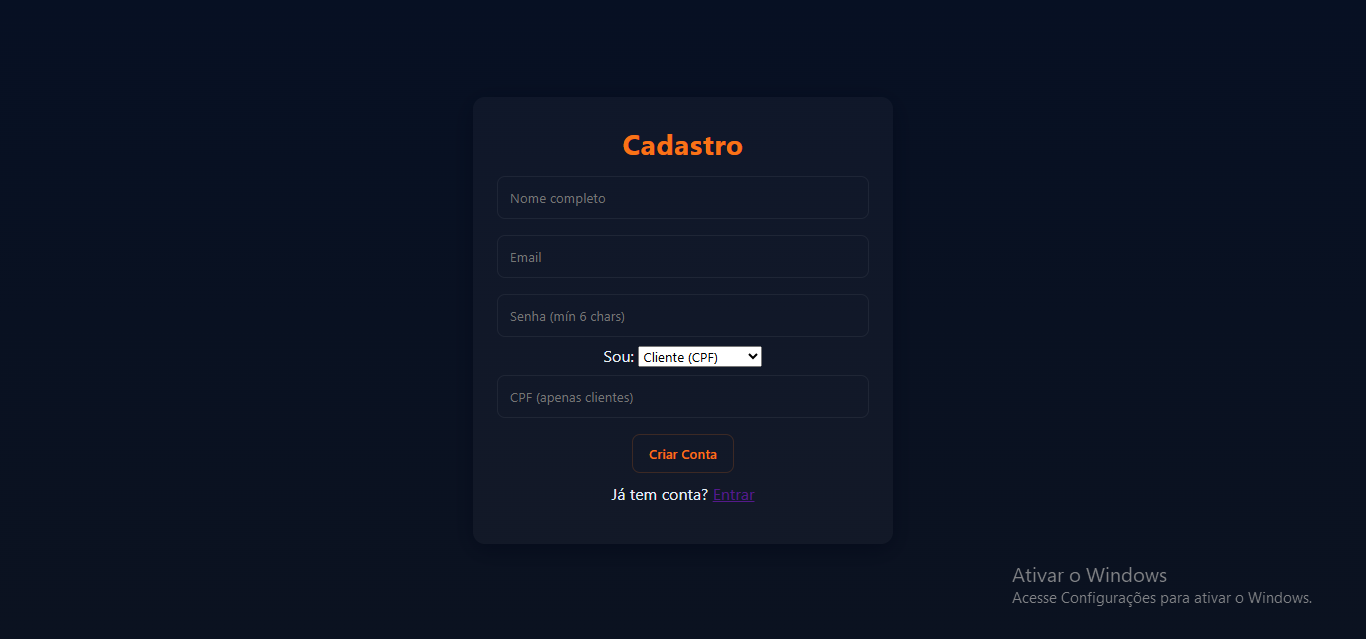 Cadastro
Nome completo
Email
Senha (mín 6 chars)
Sou: Cliente (CPF)
CPF (apenas clientes)
Criar Conta
Já tem conta? Entrar
Ativar o Windows
Acesse Configurações para ativar o Windows.